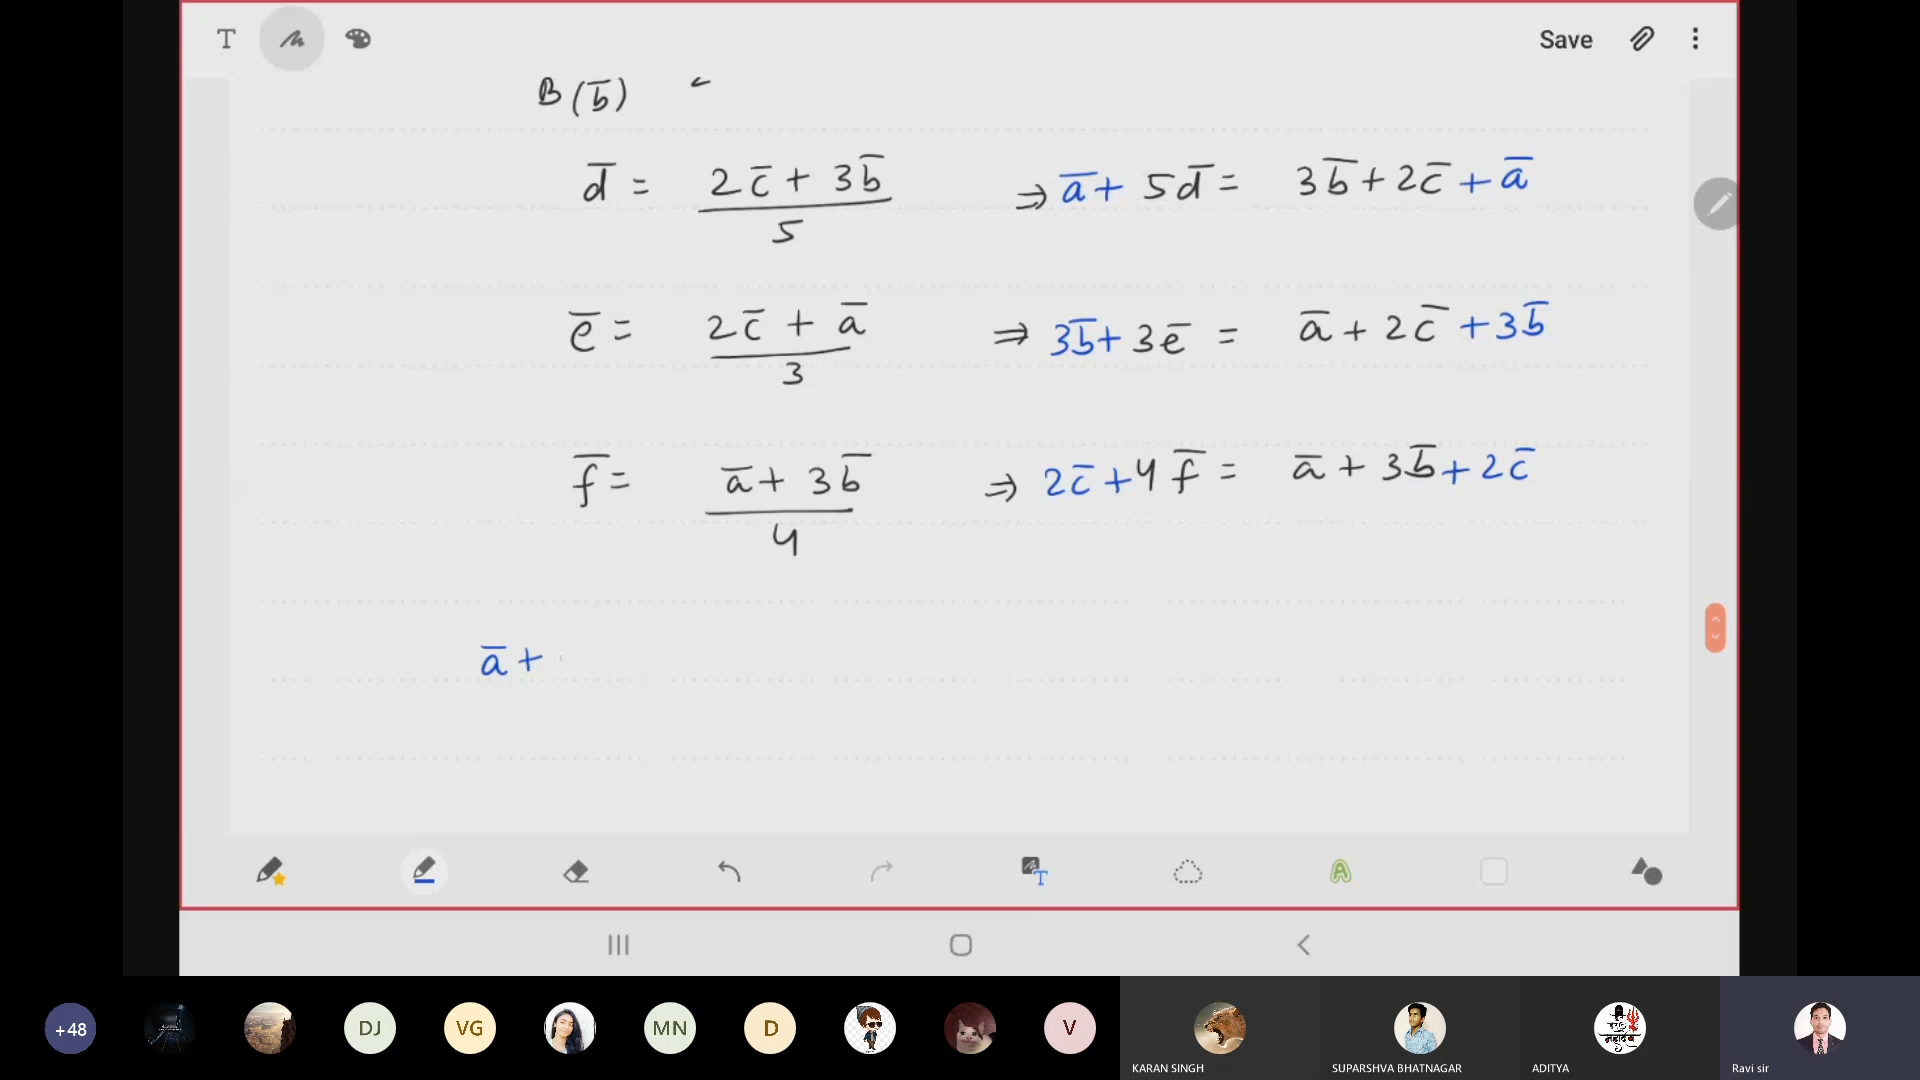 T Save
B(b̅)
d̅ = (2c̅ + 3b̅)/5 ⇒ a̅ + 5d̅ = 3b̅ + 2c̅ + a̅
e̅ = (2c̅ + a̅)/3 ⇒ 3b̅ + 3e̅ = a̅ + 2c̅ + 3b̅
f̅ = (a̅ + 3b̅)/4 ⇒ 2c̅ + 4f̅ = a̅ + 3b̅ + 2c̅
a̅ +
+48 DJ VG MN D V
KARAN SINGH SUPARSHVA BHATNAGAR ADITYA Ravi sir